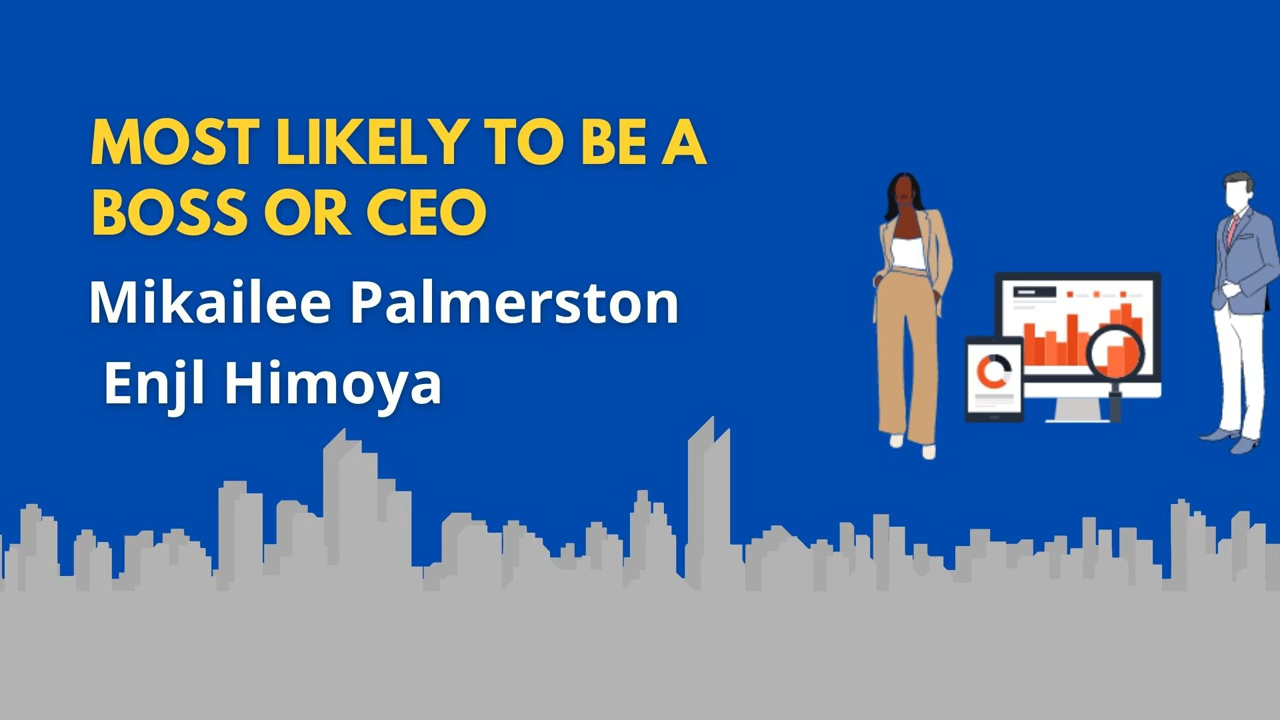 MOST LIKELY TO BE A
BOSS OR CEO
Mikailee Palmerston
Enjl Himoya